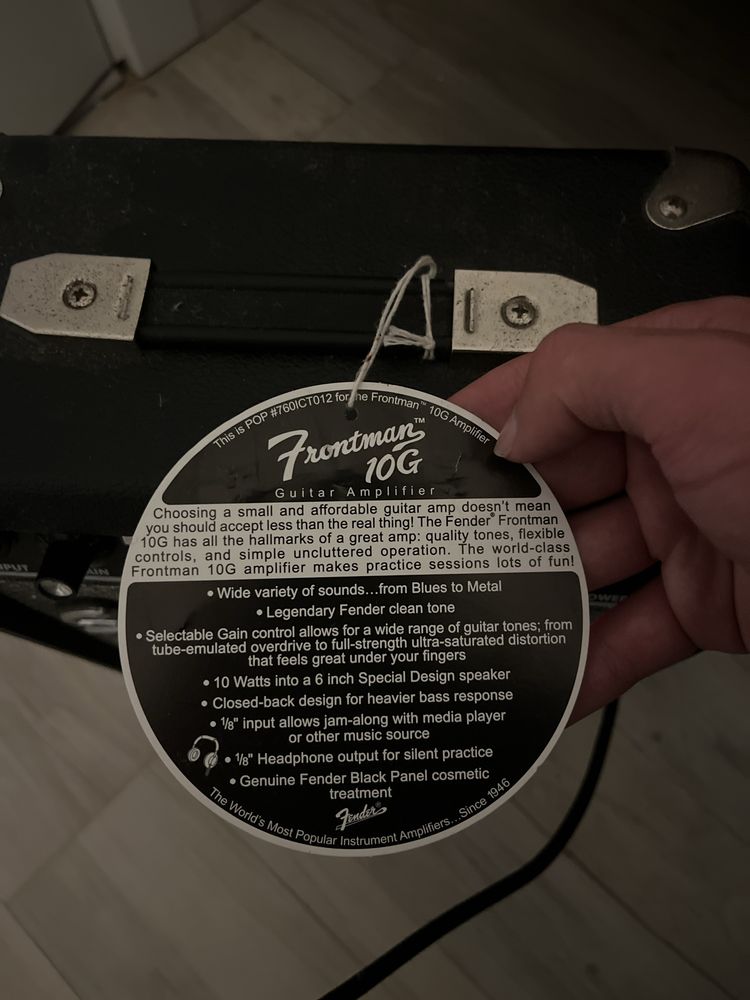 This is POP #760ICT012 for the Frontman™ 10G Amplifier
Frontman™
10G
Guitar Amplifier
Choosing a small and affordable guitar amp doesn't mean
you should accept less than the real thing! The Fender® Frontman
10G has all the hallmarks of a great amp: quality tones, flexible
controls, and simple uncluttered operation. The world-class
Frontman 10G amplifier makes practice sessions lots of fun!
• Wide variety of sounds...from Blues to Metal
• Legendary Fender clean tone
• Selectable Gain control allows for a wide range of guitar tones; from
tube-emulated overdrive to full-strength ultra-saturated distortion
that feels great under your fingers
• 10 Watts into a 6 inch Special Design speaker
• Closed-back design for heavier bass response
• 1/8" input allows jam-along with media player
or other music source
• 1/8" Headphone output for silent practice
• Genuine Fender Black Panel cosmetic
treatment
Fender®
The World's Most Popular Instrument Amplifiers...Since 1946